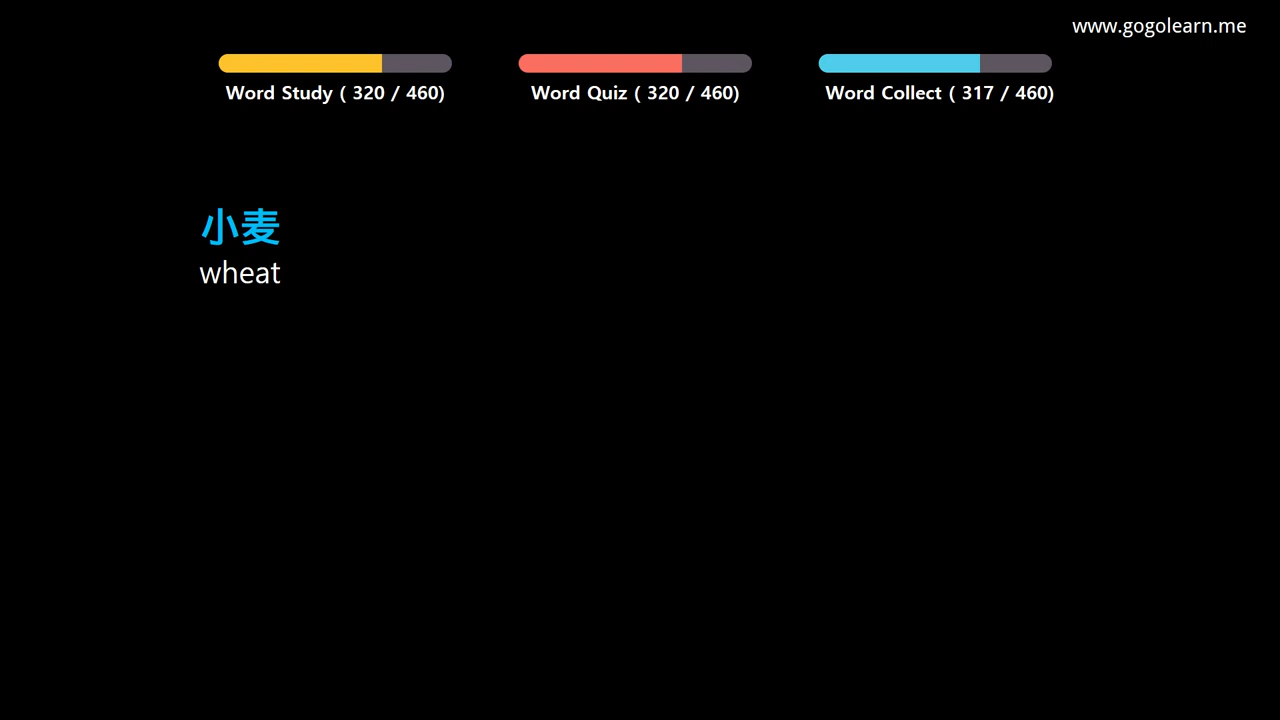 www.gogolearn.me
Word Study ( 320 / 460)
Word Quiz ( 320 / 460)
Word Collect ( 317 / 460)
小麦
wheat